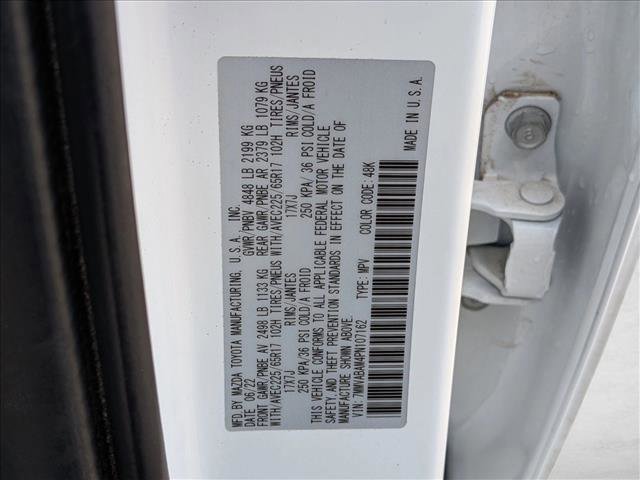 MFD. BY MAZDA TOYOTA MANUFACTURING, U.S.A. INC.
DATE 06/22 GVWR/PNBV 4848 LB 2199 KG
FRONT GAWR/PNBE AV 2498 LB 1133 KG REAR GAWR/PNBE AR 2379 LB 1079 KG
WITH/AVEC225/65R17 102H TIRES/PNEUS WITH/AVEC225/65R17 102H TIRES/PNEUS
17X7J RIMS/JANTES 17X7J RIMS/JANTES
250 KPA/36 PSI COLD/A FROID 250 KPA/36 PSI COLD/A FROID
THIS VEHICLE CONFORMS TO ALL APPLICABLE FEDERAL MOTOR VEHICLE
SAFETY, AND THEFT PREVENTION STANDARDS IN EFFECT ON THE DATE OF
MANUFACTURE SHOWN ABOVE.
VIN: 7MMVABAM4PN107162 TYPE: MPV COLOR CODE: 48K
MADE IN U.S.A.